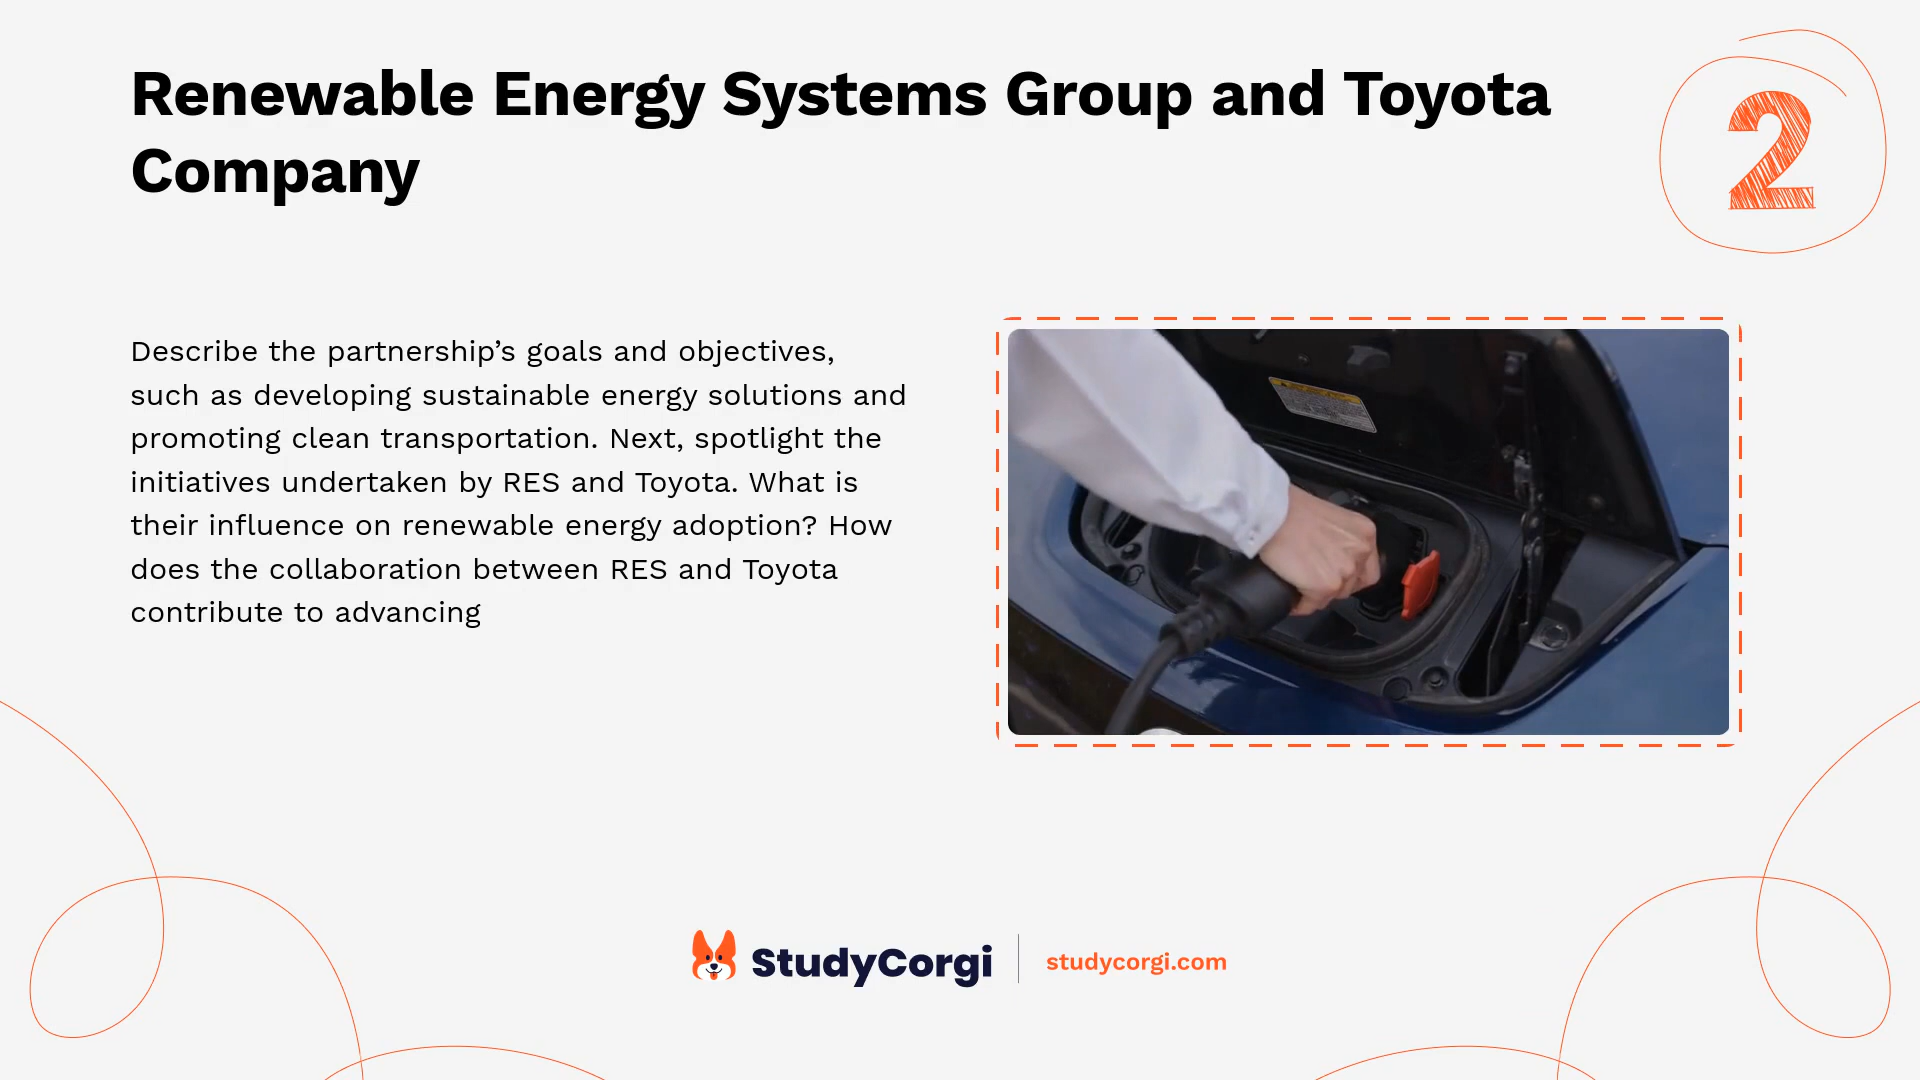 Renewable Energy Systems Group and Toyota
Company
2
Describe the partnership’s goals and objectives,
such as developing sustainable energy solutions and
promoting clean transportation. Next, spotlight the
initiatives undertaken by RES and Toyota. What is
their influence on renewable energy adoption? How
does the collaboration between RES and Toyota
contribute to advancing
StudyCorgi
studycorgi.com